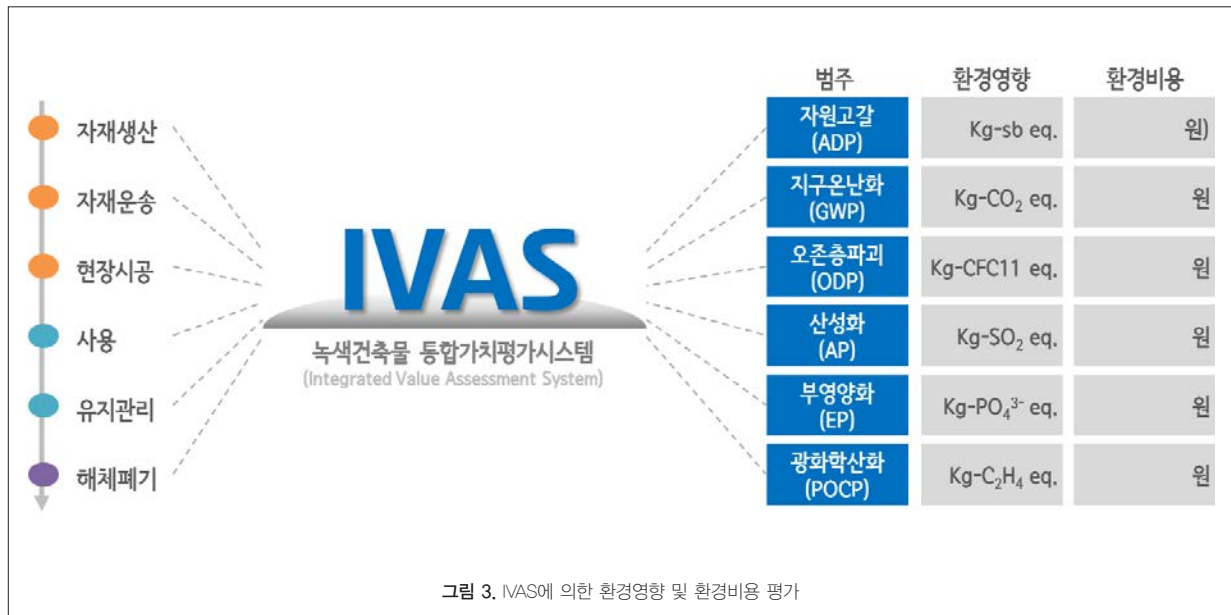 자재생산
자재운송
현장시공
사용
유지관리
해체폐기
IVAS
녹색건축물 통합가치평가시스템
(Integrated Value Assessment System)
범주 환경영향 환경비용
자원고갈
(ADP)
Kg-sb eq.
원)
지구온난화
(GWP)
Kg-CO₂ eq.
원
오존층파괴
(ODP)
Kg-CFC11 eq.
원
산성화
(AP)
Kg-SO₂ eq.
원
부영양화
(EP)
Kg-PO₄³⁻ eq.
원
광화학산화
(POCP)
Kg-C₂H₄ eq.
원
그림 3. IVAS에 의한 환경영향 및 환경비용 평가